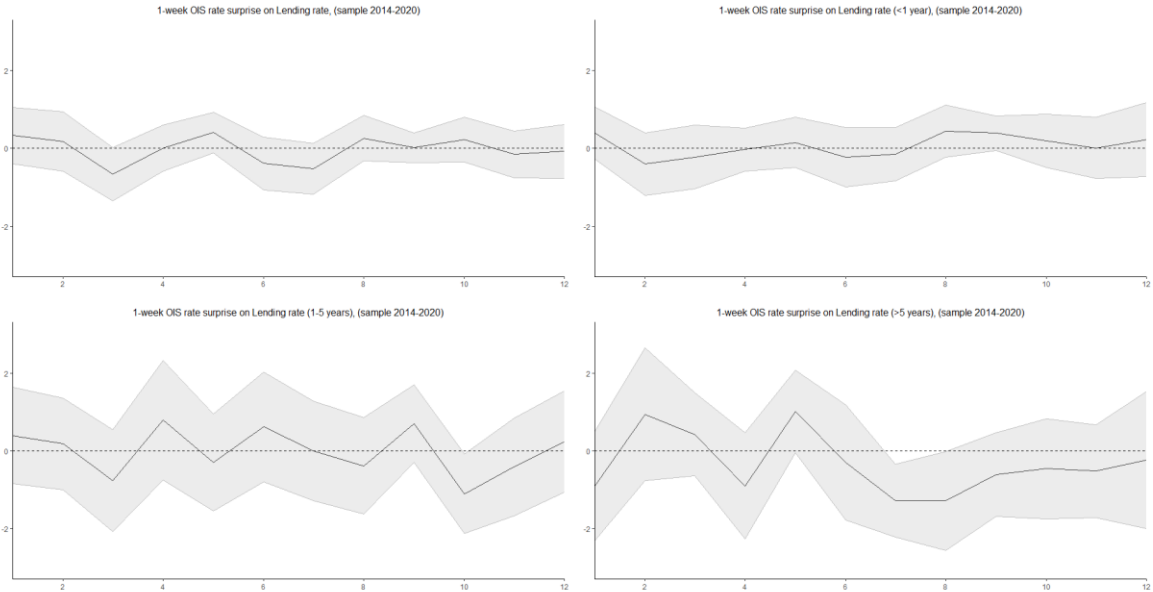 1-week OIS rate surprise on Lending rate, (sample 2014-2020)
2
0
-2
2 4 6 8 10 12
1-week OIS rate surprise on Lending rate (<1 year), (sample 2014-2020)
2
0
-2
2 4 6 8 10 12
1-week OIS rate surprise on Lending rate (1-5 years), (sample 2014-2020)
2
0
-2
2 4 6 8 10 12
1-week OIS rate surprise on Lending rate (>5 years), (sample 2014-2020)
2
0
-2
2 4 6 8 10 12